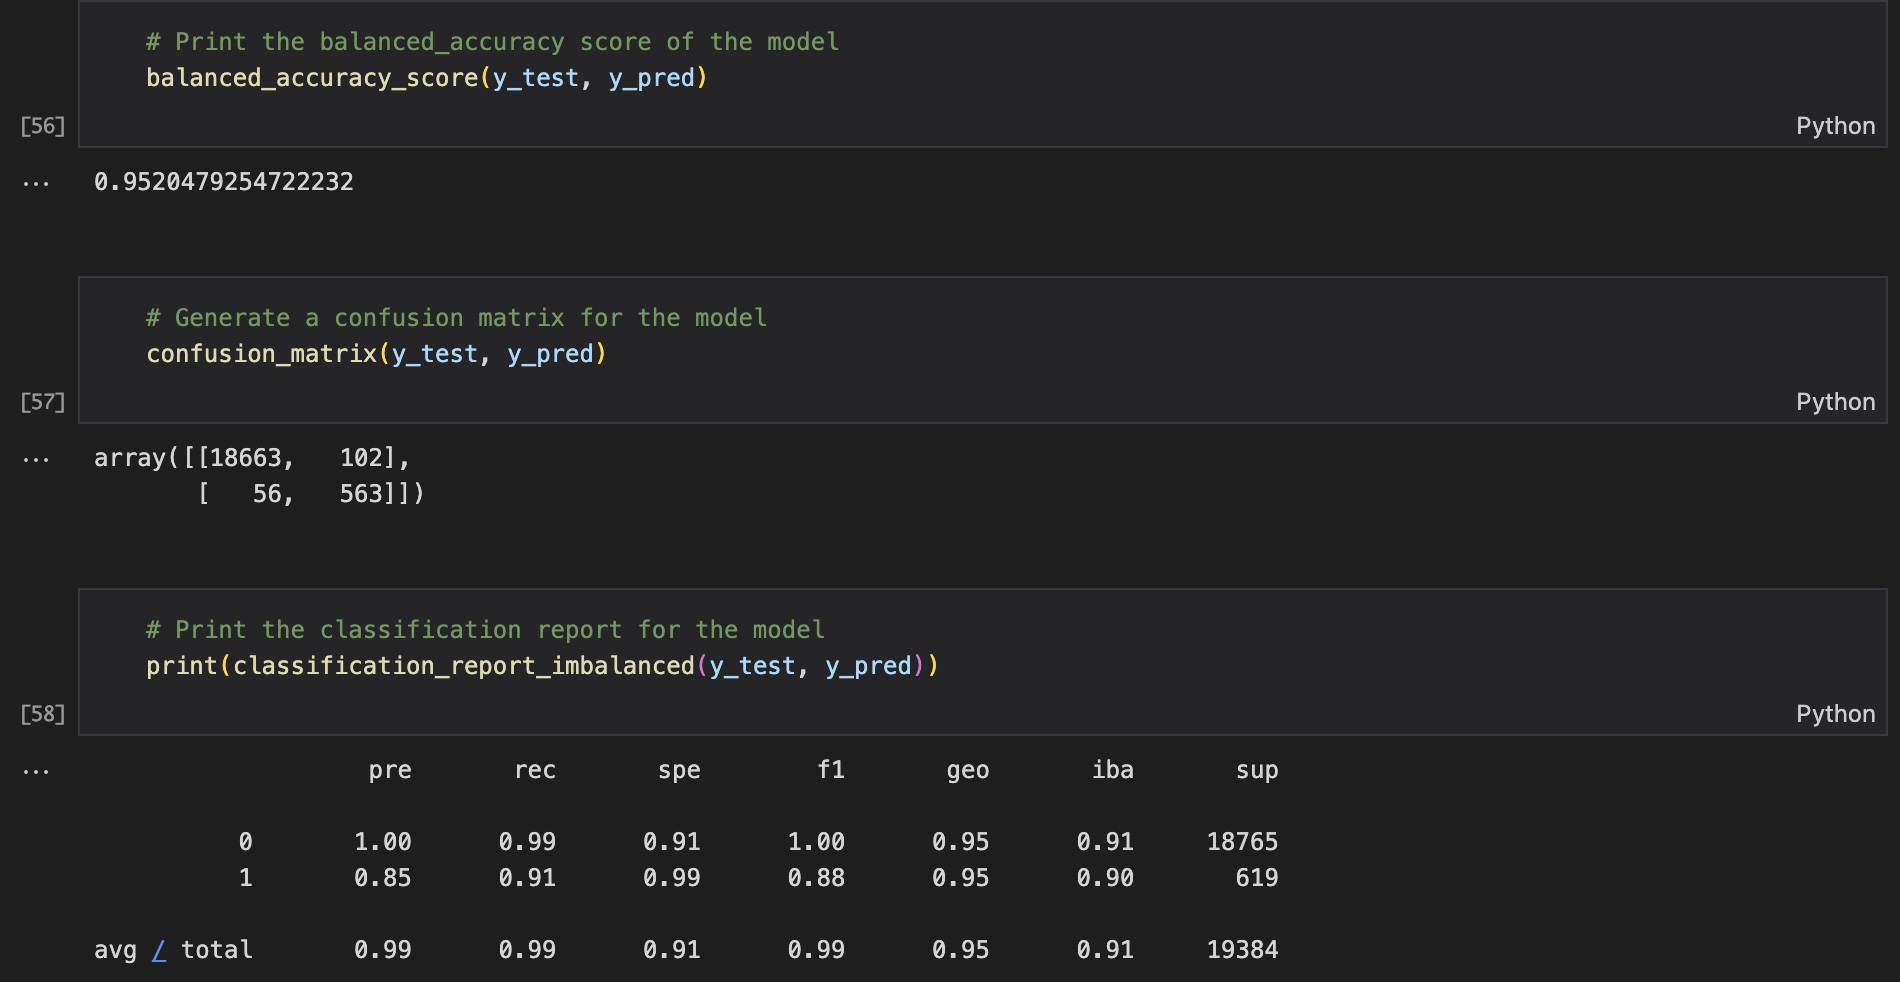 # Print the balanced_accuracy score of the model
balanced_accuracy_score(y_test, y_pred)
[56]
Python
... 0.9520479254722232
# Generate a confusion matrix for the model
confusion_matrix(y_test, y_pred)
[57]
Python
... array([[18663,   102],
       [   56,   563]])
# Print the classification report for the model
print(classification_report_imbalanced(y_test, y_pred))
[58]
Python
... pre       rec       spe        f1       geo       iba       sup
0       1.00      0.99      0.91      1.00      0.95      0.91     18765
1       0.85      0.91      0.99      0.88      0.95      0.90       619
avg / total       0.99      0.99      0.91      0.99      0.95      0.91     19384